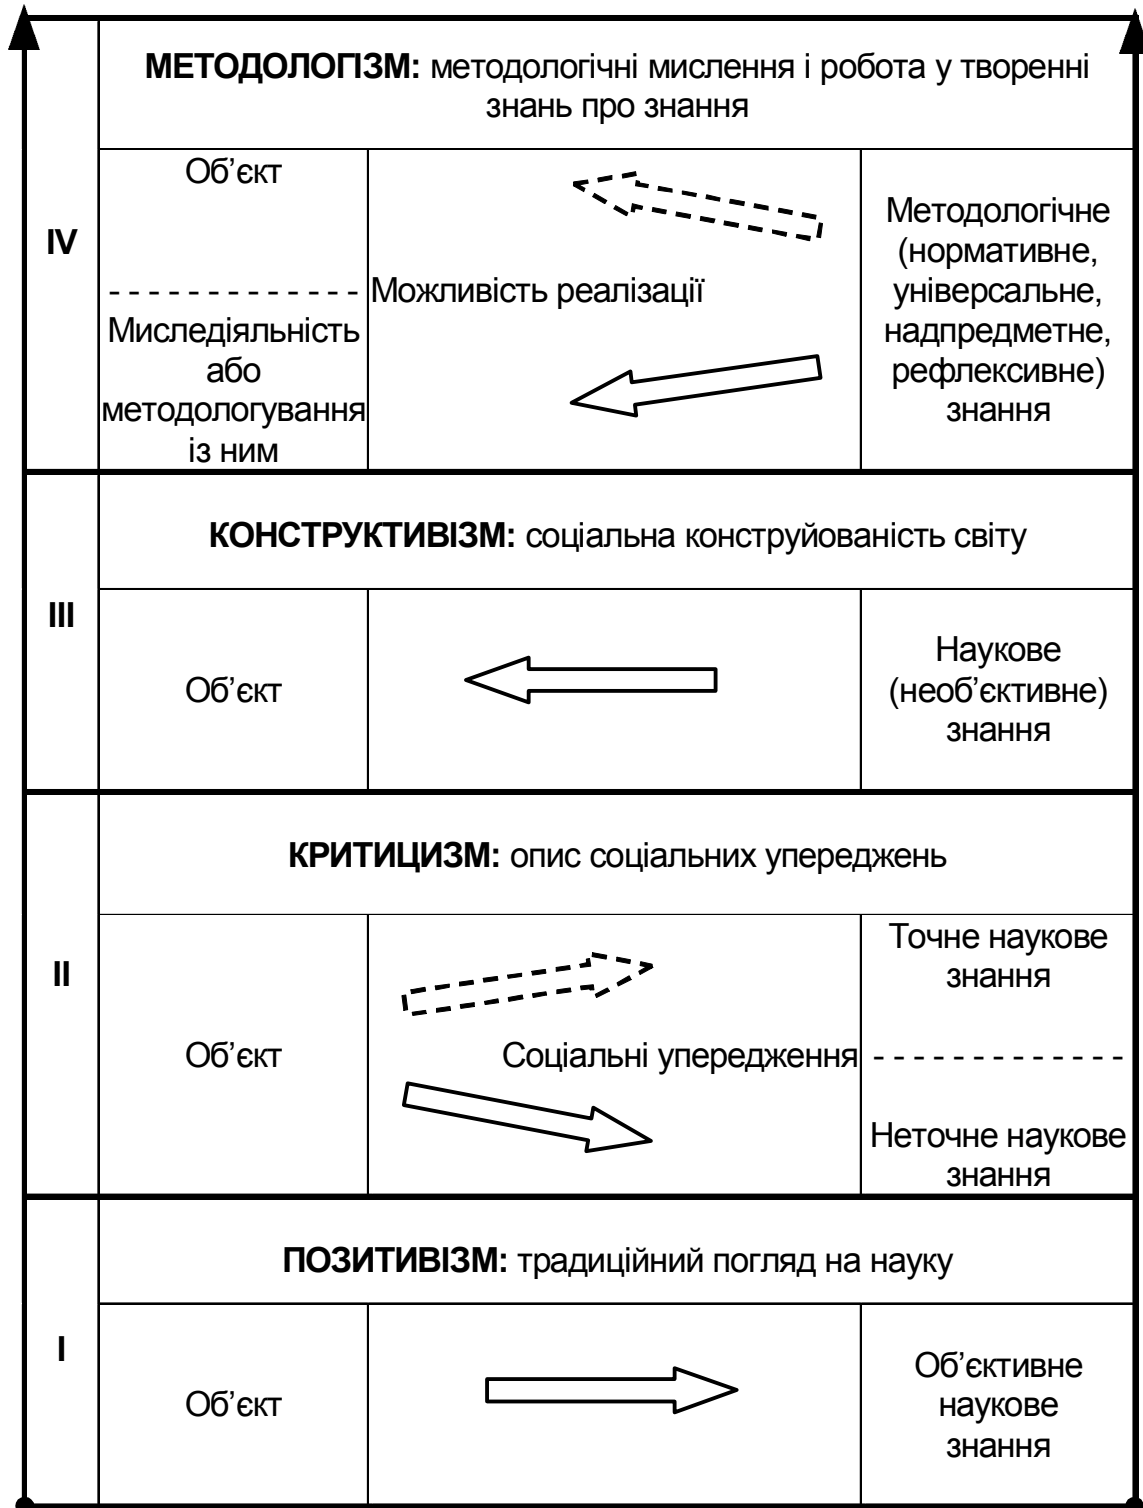 МЕТОДОЛОГІЗМ: методологічні мислення і робота у творенні
знань про знання
IV
Об’єкт
Миследіяльність
або
методологування
із ним
Можливість реалізації
Методологічне
(нормативне,
універсальне,
надпредметне,
рефлексивне)
знання
КОНСТРУКТИВІЗМ: соціальна конструйованість світу
III
Об’єкт
Наукове
(необ’єктивне)
знання
КРИТИЦИЗМ: опис соціальних упереджень
II
Об’єкт
Соціальні упередження
Точне наукове
знання
Неточне наукове
знання
ПОЗИТИВІЗМ: традиційний погляд на науку
I
Об’єкт
Об’єктивне
наукове
знання